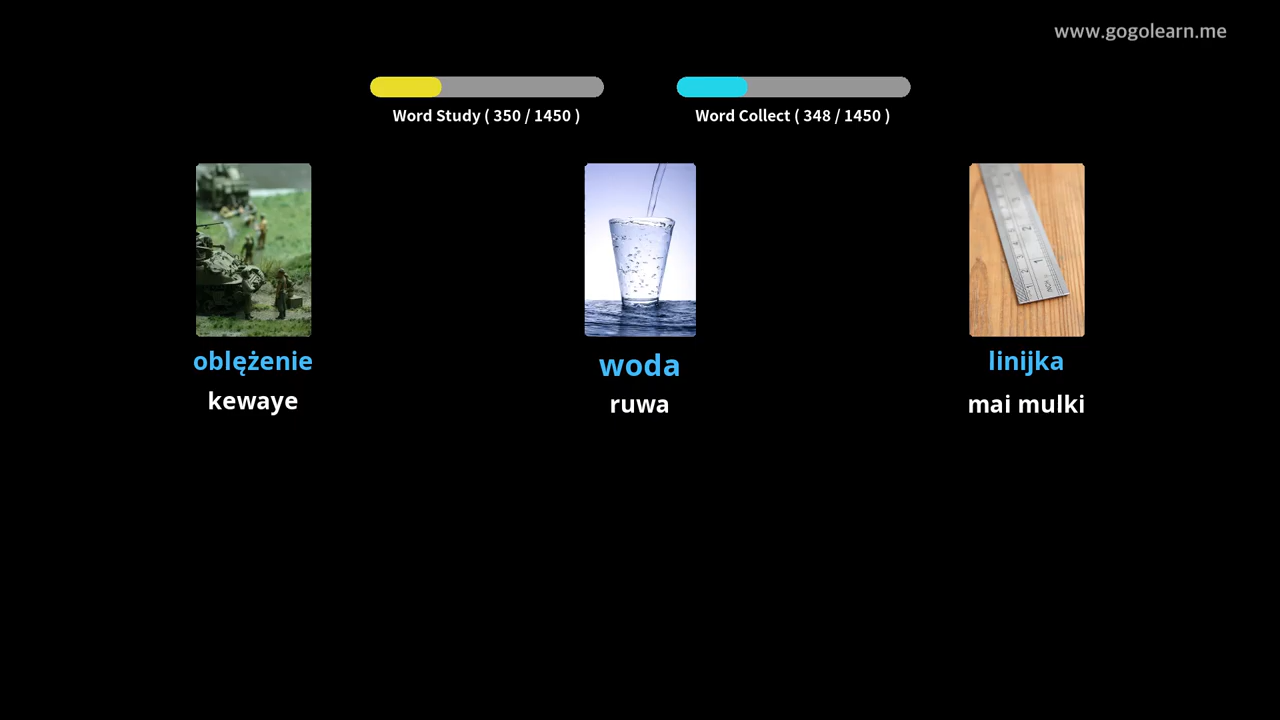 www.gogolearn.me
Word Study ( 350 / 1450 )
Word Collect ( 348 / 1450 )
oblężenie
kewaye
woda
ruwa
linijka
mai mulki